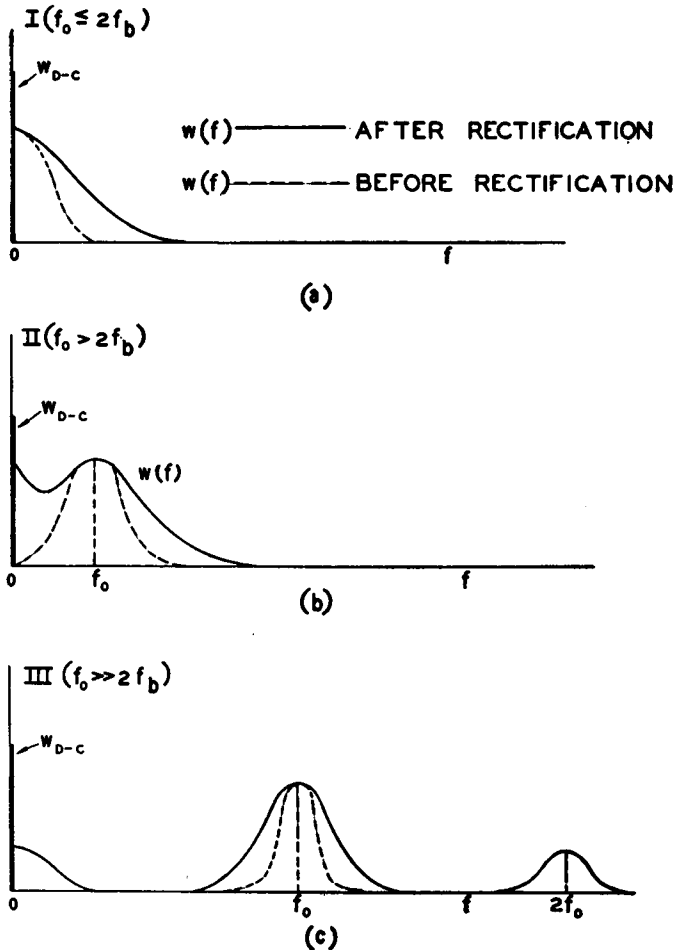 I (f₀ ≤ 2f_b)
W_D-C
w(f) ——— AFTER RECTIFICATION
w(f) – – – BEFORE RECTIFICATION
0 f
(a)
II (f₀ > 2f_b)
W_D-C
w(f)
0 f₀ f
(b)
III (f₀ >> 2f_b)
W_D-C
0 f₀ f 2f₀
(c)